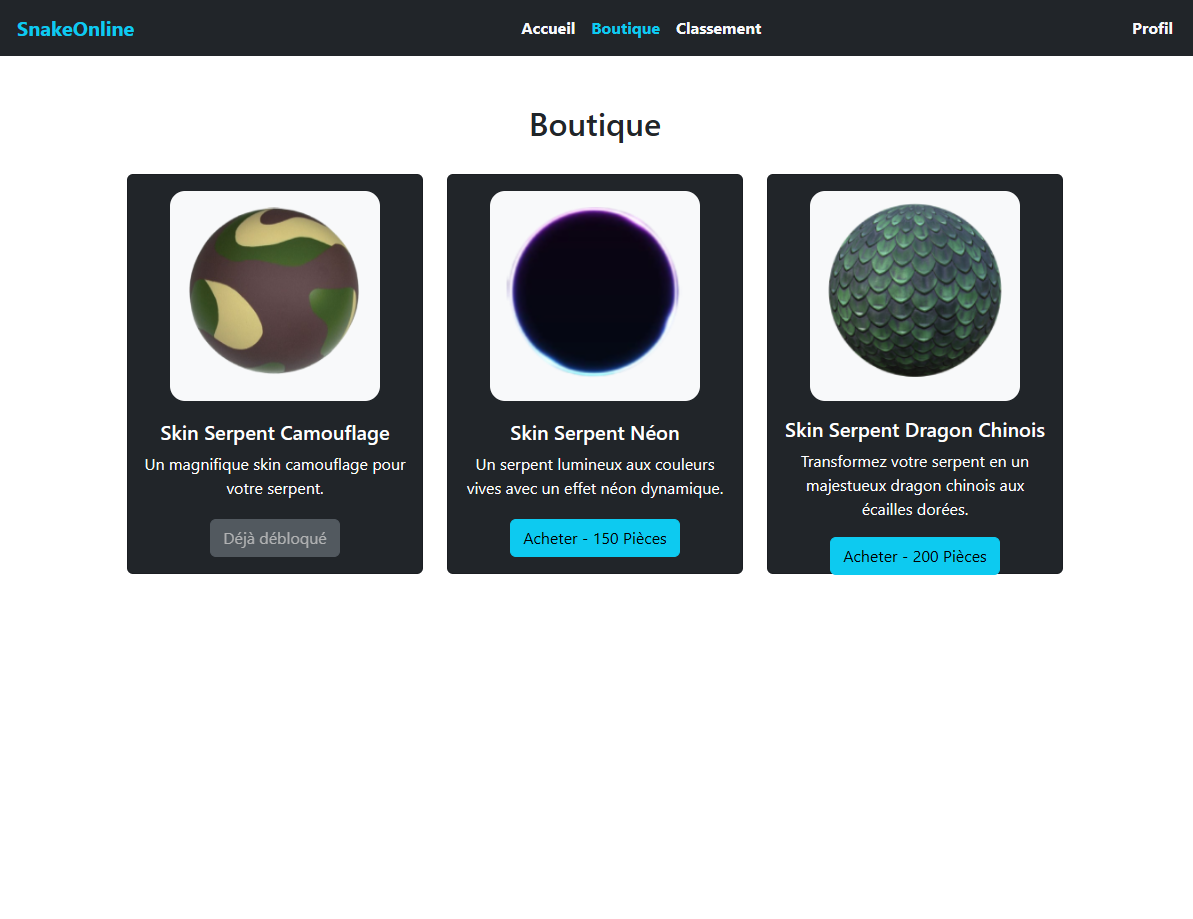 SnakeOnline
Accueil Boutique Classement
Profil
Boutique
Skin Serpent Camouflage
Un magnifique skin camouflage pour
votre serpent.
Déjà débloqué
Skin Serpent Néon
Un serpent lumineux aux couleurs
vives avec un effet néon dynamique.
Acheter - 150 Pièces
Skin Serpent Dragon Chinois
Transformez votre serpent en un
majestueux dragon chinois aux
écailles dorées.
Acheter - 200 Pièces